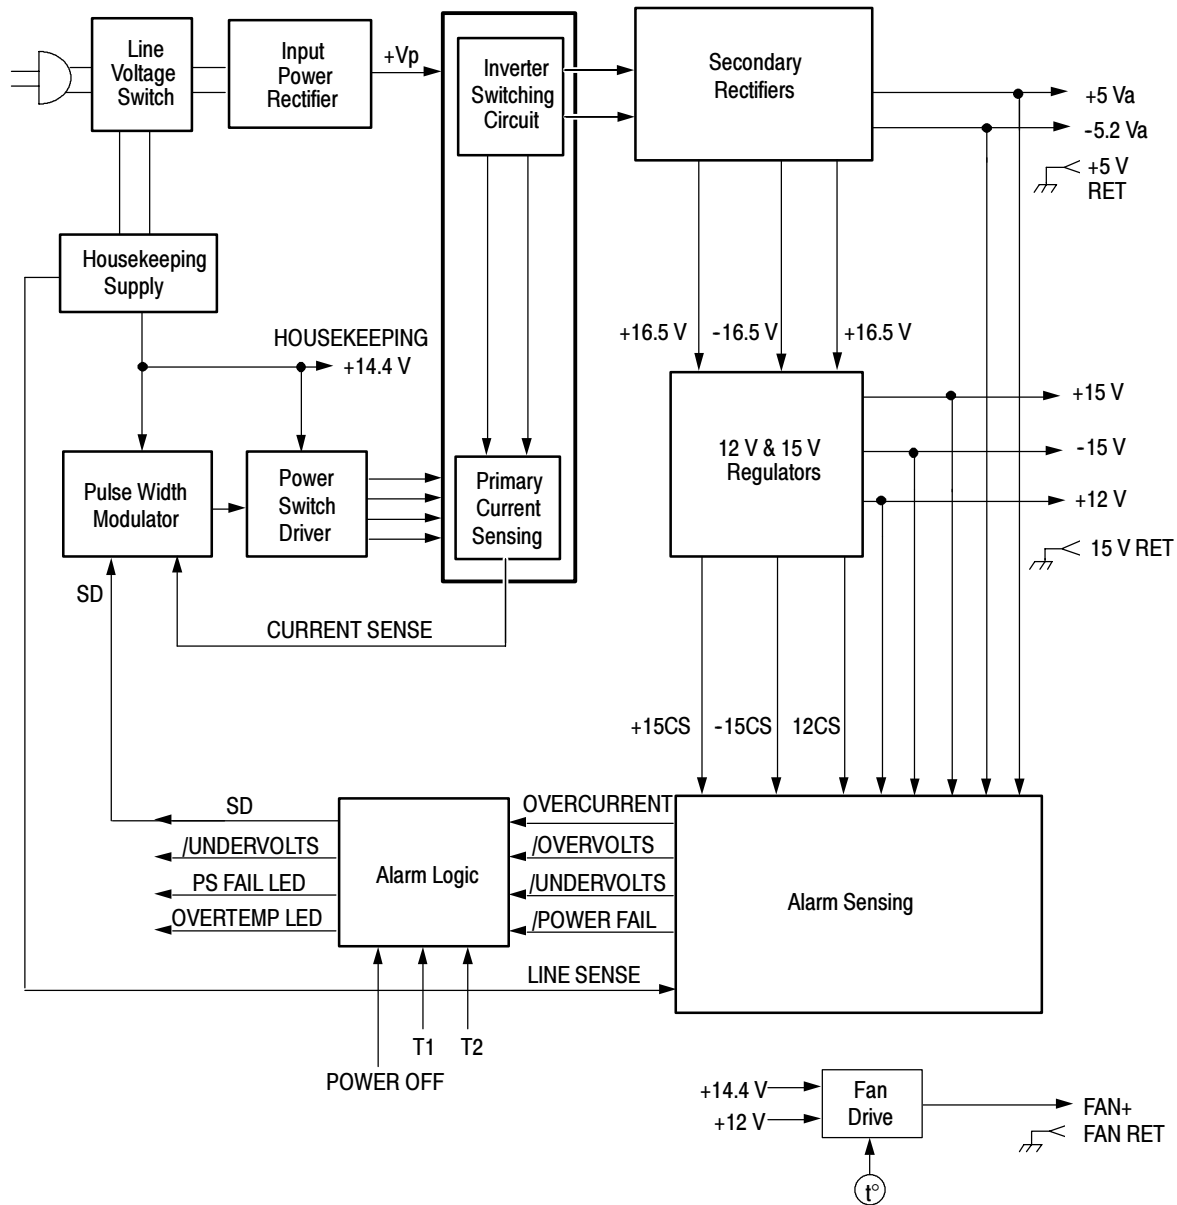 Line
Voltage
Switch
Input
Power
Rectifier
+Vp
Inverter
Switching
Circuit
Secondary
Rectifiers
+5 Va
-5.2 Va
+5 V
RET
Housekeeping
Supply
HOUSEKEEPING
+14.4 V
+16.5 V
-16.5 V
+16.5 V
Pulse Width
Modulator
Power
Switch
Driver
Primary
Current
Sensing
12 V & 15 V
Regulators
+15 V
-15 V
+12 V
15 V RET
SD
CURRENT SENSE
+15CS
-15CS
12CS
SD
/UNDERVOLTS
PS FAIL LED
OVERTEMP LED
Alarm Logic
OVERCURRENT
/OVERVOLTS
/UNDERVOLTS
/POWER FAIL
Alarm Sensing
LINE SENSE
T1
T2
POWER OFF
+14.4 V
+12 V
Fan
Drive
FAN+
FAN RET
t°